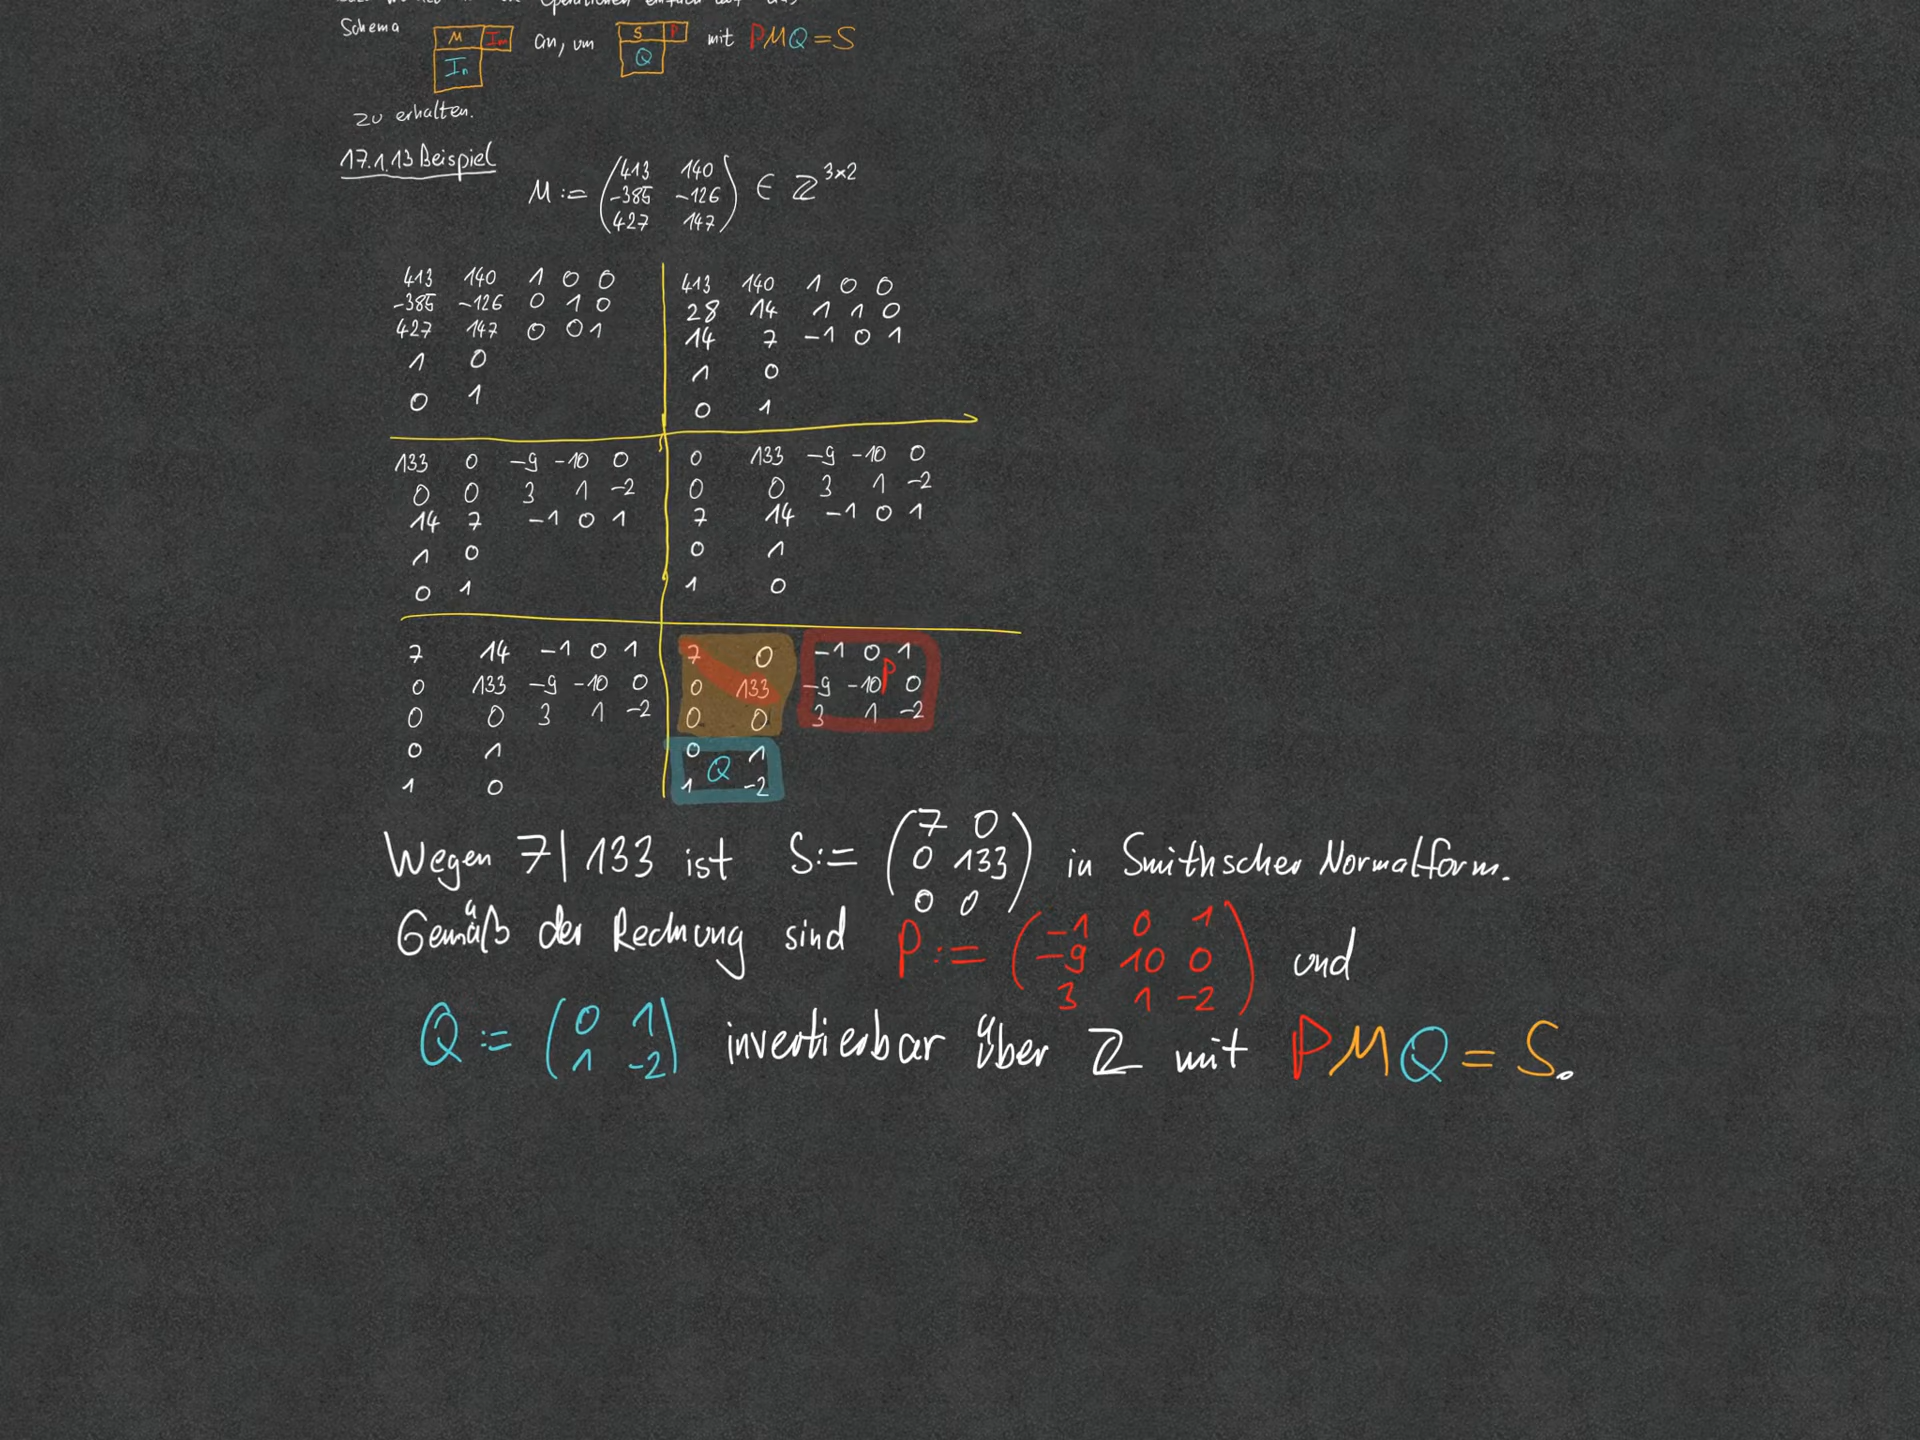 Operationen einfach auf das
Schema M Im In an, um S P Q mit PMQ = S
zu erhalten.
17.1.13 Beispiel
M := (413 140
-385 -126
427 147) ∈ ℤ^{3×2}
413 140 1 0 0
-385 -126 0 1 0
427 147 0 0 1
1 0
0 1
413 140 1 0 0
28 14 1 1 0
14 7 -1 0 1
1 0
0 1
133 0 -9 -10 0
0 0 3 1 -2
14 7 -1 0 1
1 0
0 1
0 133 -9 -10 0
0 0 3 1 -2
7 14 -1 0 1
0 1
1 0
7 14 -1 0 1
0 133 -9 -10 0
0 0 3 1 -2
0 1
1 0
7 0 -1 0 1
0 133 -9 -10 0
0 0 3 1 -2
P
0 1
Q
1 -2
Wegen 7 | 133 ist S := (7 0
0 133
0 0) in Smithscher Normalform.
Gemäß der Rechnung sind P := (-1 0 1
-9 10 0
3 1 -2) und
Q := (0 1
1 -2) invertierbar über ℤ mit PMQ = S.